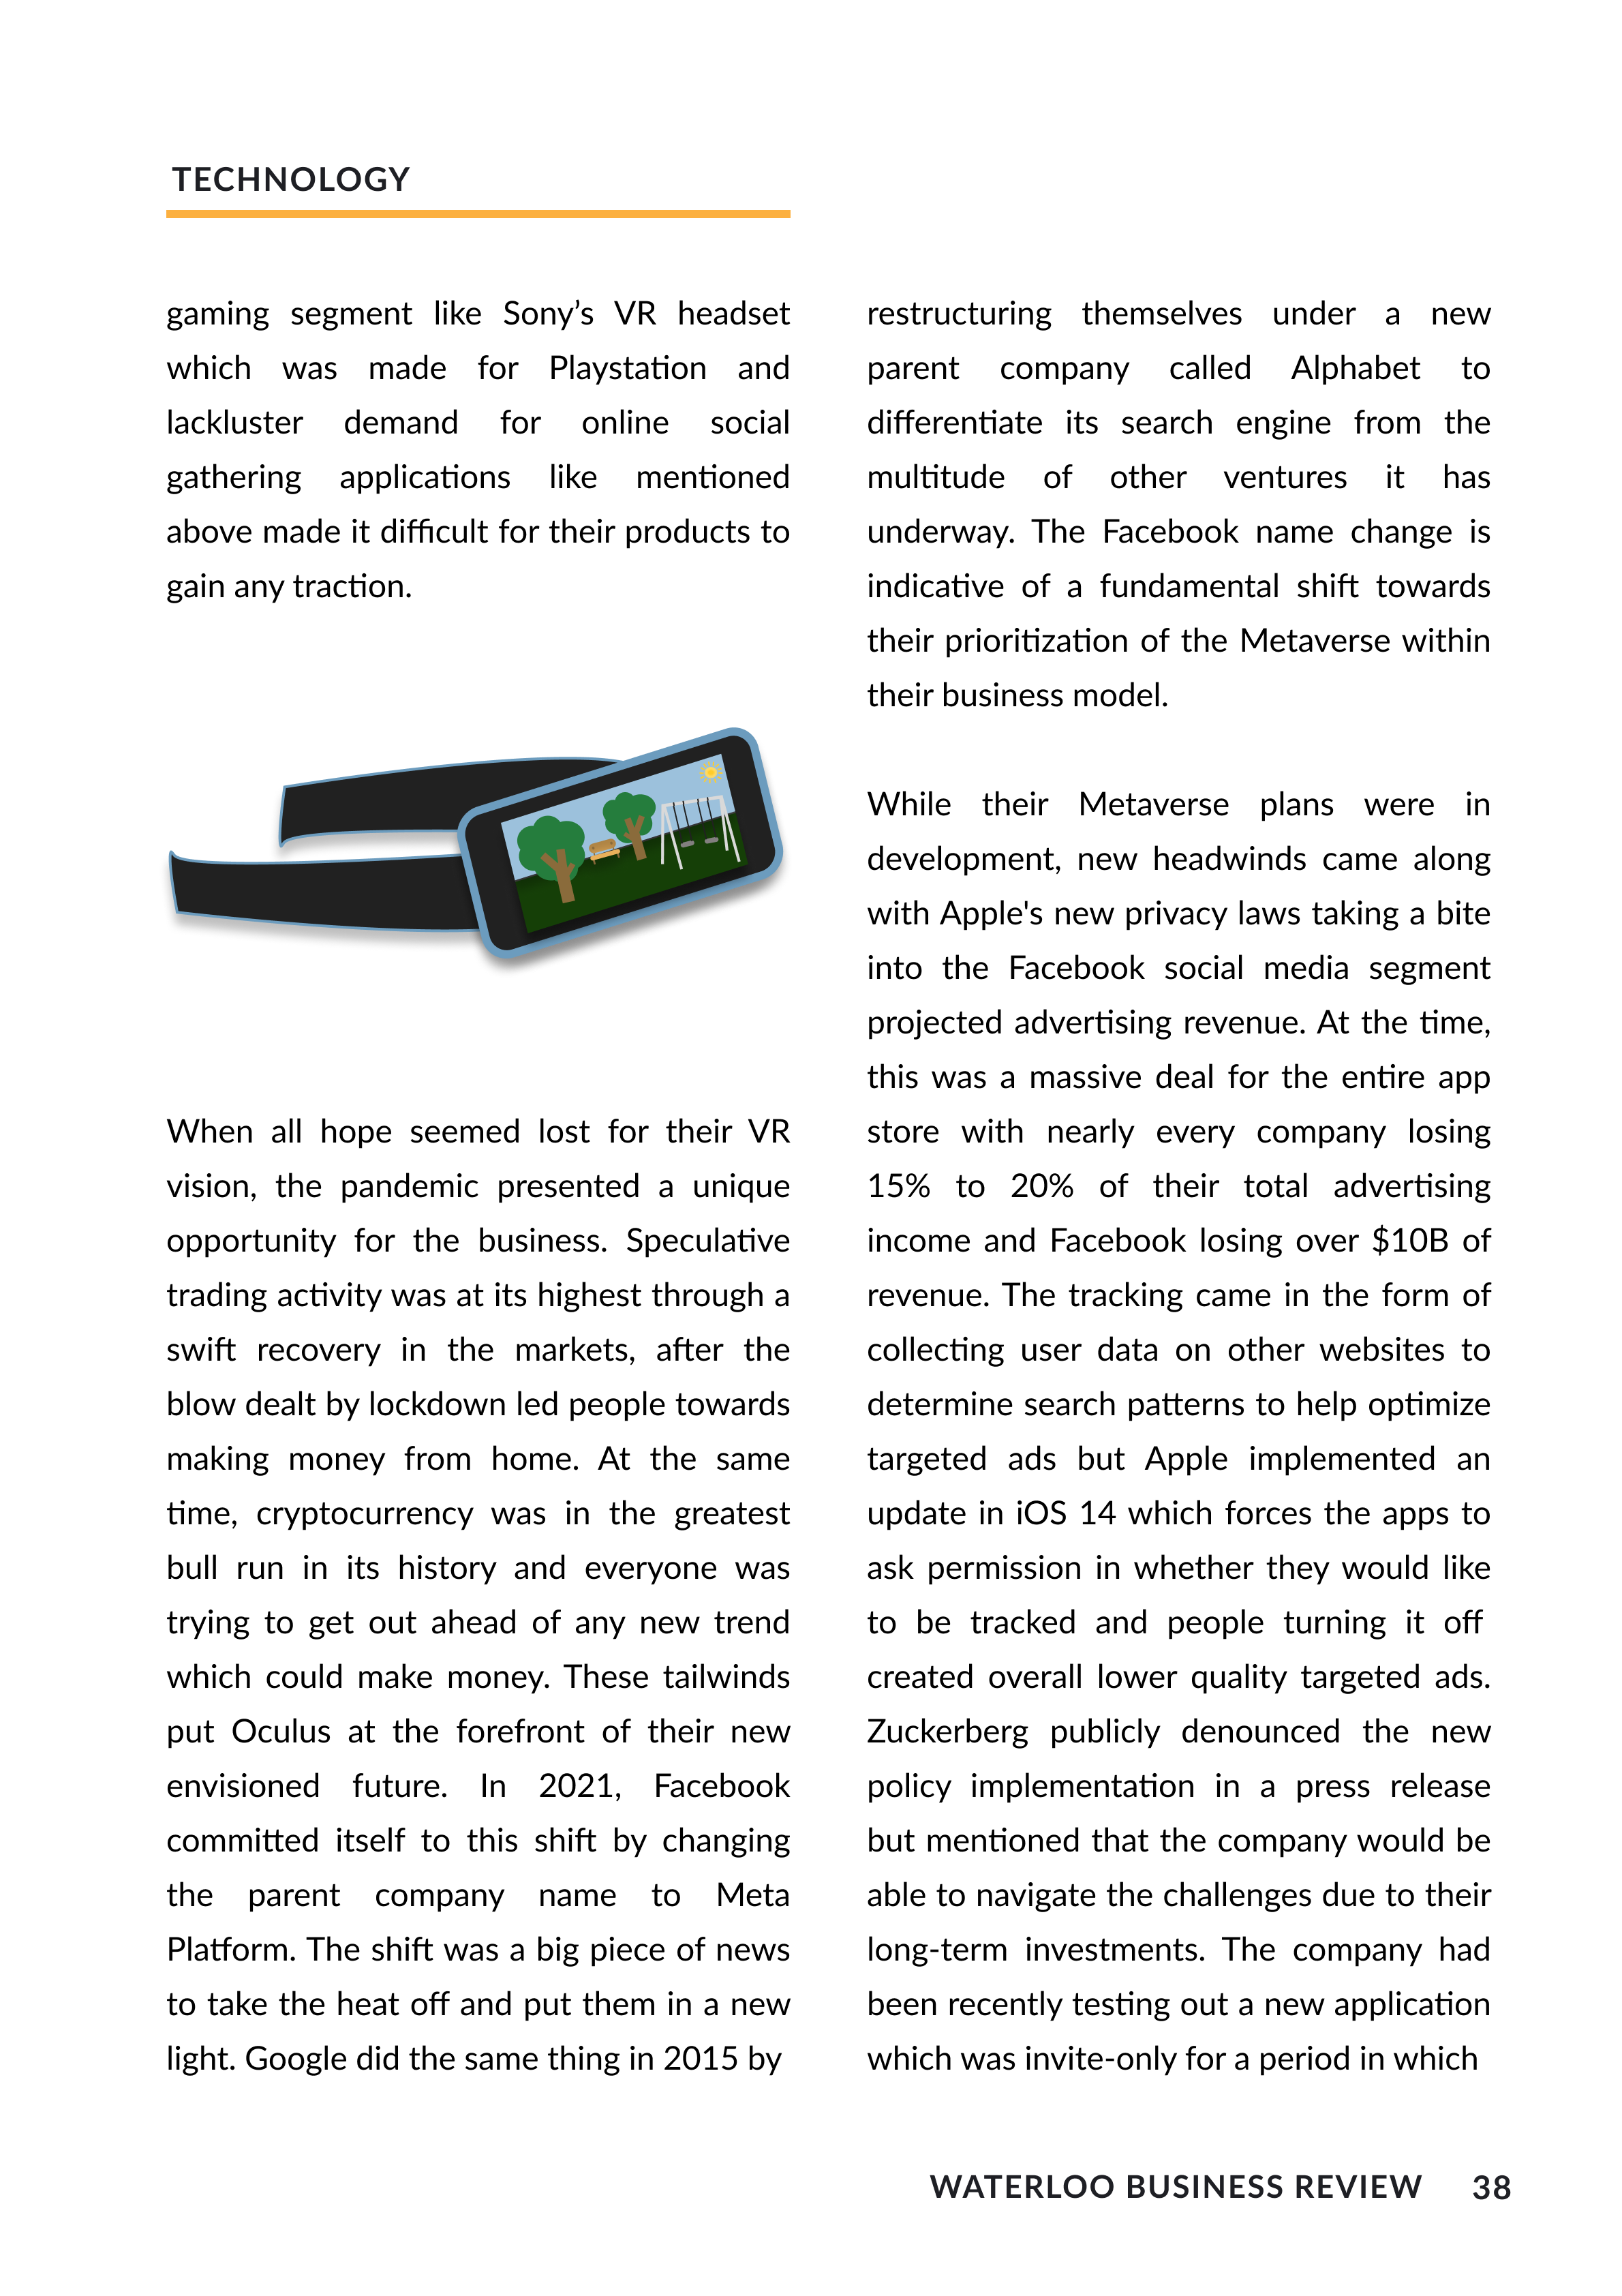 TECHNOLOGY
gaming segment like Sony’s VR headset
which was made for Playstation and
lackluster demand for online social
gathering applications like mentioned
above made it difficult for their products to
gain any traction.
When all hope seemed lost for their VR
vision, the pandemic presented a unique
opportunity for the business. Speculative
trading activity was at its highest through a
swift recovery in the markets, after the
blow dealt by lockdown led people towards
making money from home. At the same
time, cryptocurrency was in the greatest
bull run in its history and everyone was
trying to get out ahead of any new trend
which could make money. These tailwinds
put Oculus at the forefront of their new
envisioned future. In 2021, Facebook
committed itself to this shift by changing
the parent company name to Meta
Platform. The shift was a big piece of news
to take the heat off and put them in a new
light. Google did the same thing in 2015 by
restructuring themselves under a new
parent company called Alphabet to
differentiate its search engine from the
multitude of other ventures it has
underway. The Facebook name change is
indicative of a fundamental shift towards
their prioritization of the Metaverse within
their business model.
While their Metaverse plans were in
development, new headwinds came along
with Apple's new privacy laws taking a bite
into the Facebook social media segment
projected advertising revenue. At the time,
this was a massive deal for the entire app
store with nearly every company losing
15% to 20% of their total advertising
income and Facebook losing over $10B of
revenue. The tracking came in the form of
collecting user data on other websites to
determine search patterns to help optimize
targeted ads but Apple implemented an
update in iOS 14 which forces the apps to
ask permission in whether they would like
to be tracked and people turning it off
created overall lower quality targeted ads.
Zuckerberg publicly denounced the new
policy implementation in a press release
but mentioned that the company would be
able to navigate the challenges due to their
long-term investments. The company had
been recently testing out a new application
which was invite-only for a period in which
WATERLOO BUSINESS REVIEW 38